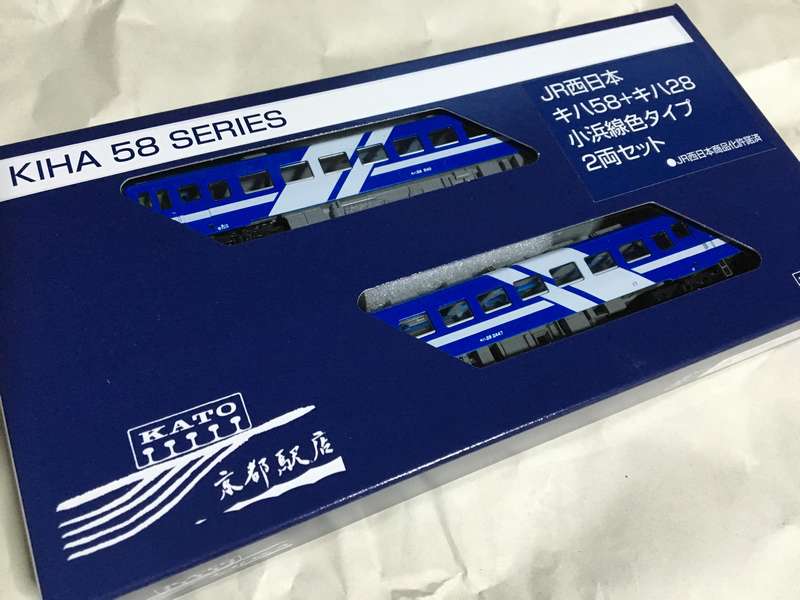 KIHA 58 SERIES
JR西日本
キハ58+キハ28
小浜線色タイプ
2両セット
●JR西日本商品化許諾済
KATO
京都駅店